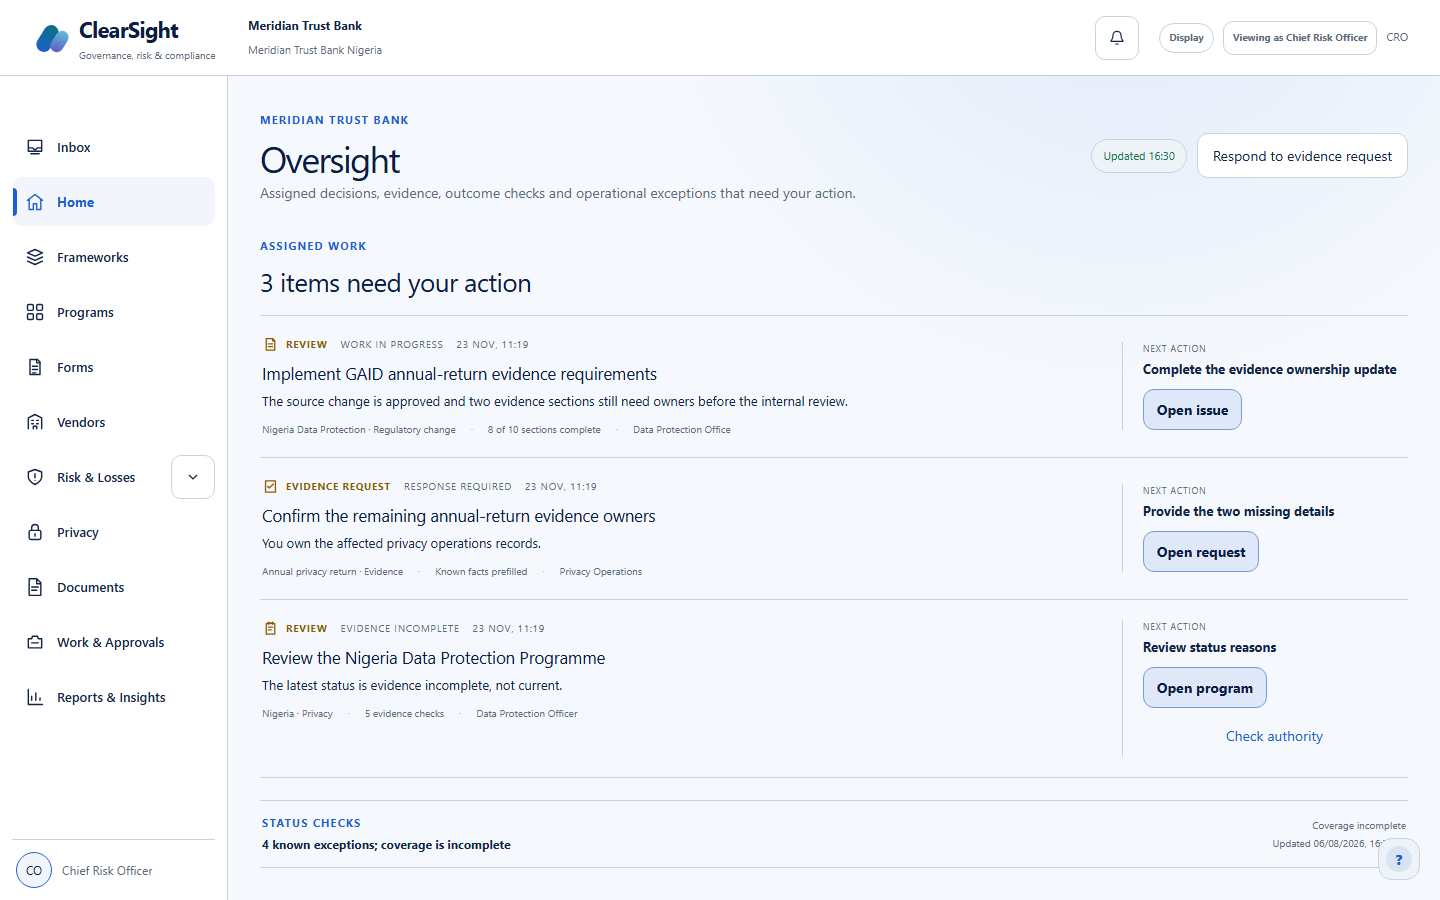 ClearSight
Governance, risk & compliance
Meridian Trust Bank
Meridian Trust Bank Nigeria
Display
Viewing as Chief Risk Officer
CRO
Inbox
Home
Frameworks
Programs
Forms
Vendors
Risk & Losses
Privacy
Documents
Work & Approvals
Reports & Insights
CO
Chief Risk Officer
MERIDIAN TRUST BANK
Oversight
Assigned decisions, evidence, outcome checks and operational exceptions that need your action.
Updated 16:30
Respond to evidence request
ASSIGNED WORK
3 items need your action
REVIEW WORK IN PROGRESS 23 NOV, 11:19
Implement GAID annual-return evidence requirements
The source change is approved and two evidence sections still need owners before the internal review.
Nigeria Data Protection · Regulatory change · 8 of 10 sections complete · Data Protection Office
NEXT ACTION
Complete the evidence ownership update
Open issue
EVIDENCE REQUEST RESPONSE REQUIRED 23 NOV, 11:19
Confirm the remaining annual-return evidence owners
You own the affected privacy operations records.
Annual privacy return · Evidence · Known facts prefilled · Privacy Operations
NEXT ACTION
Provide the two missing details
Open request
REVIEW EVIDENCE INCOMPLETE 23 NOV, 11:19
Review the Nigeria Data Protection Programme
The latest status is evidence incomplete, not current.
Nigeria · Privacy · 5 evidence checks · Data Protection Officer
NEXT ACTION
Review status reasons
Open program
Check authority
STATUS CHECKS
4 known exceptions; coverage is incomplete
Coverage incomplete
Updated 06/08/2026,
?